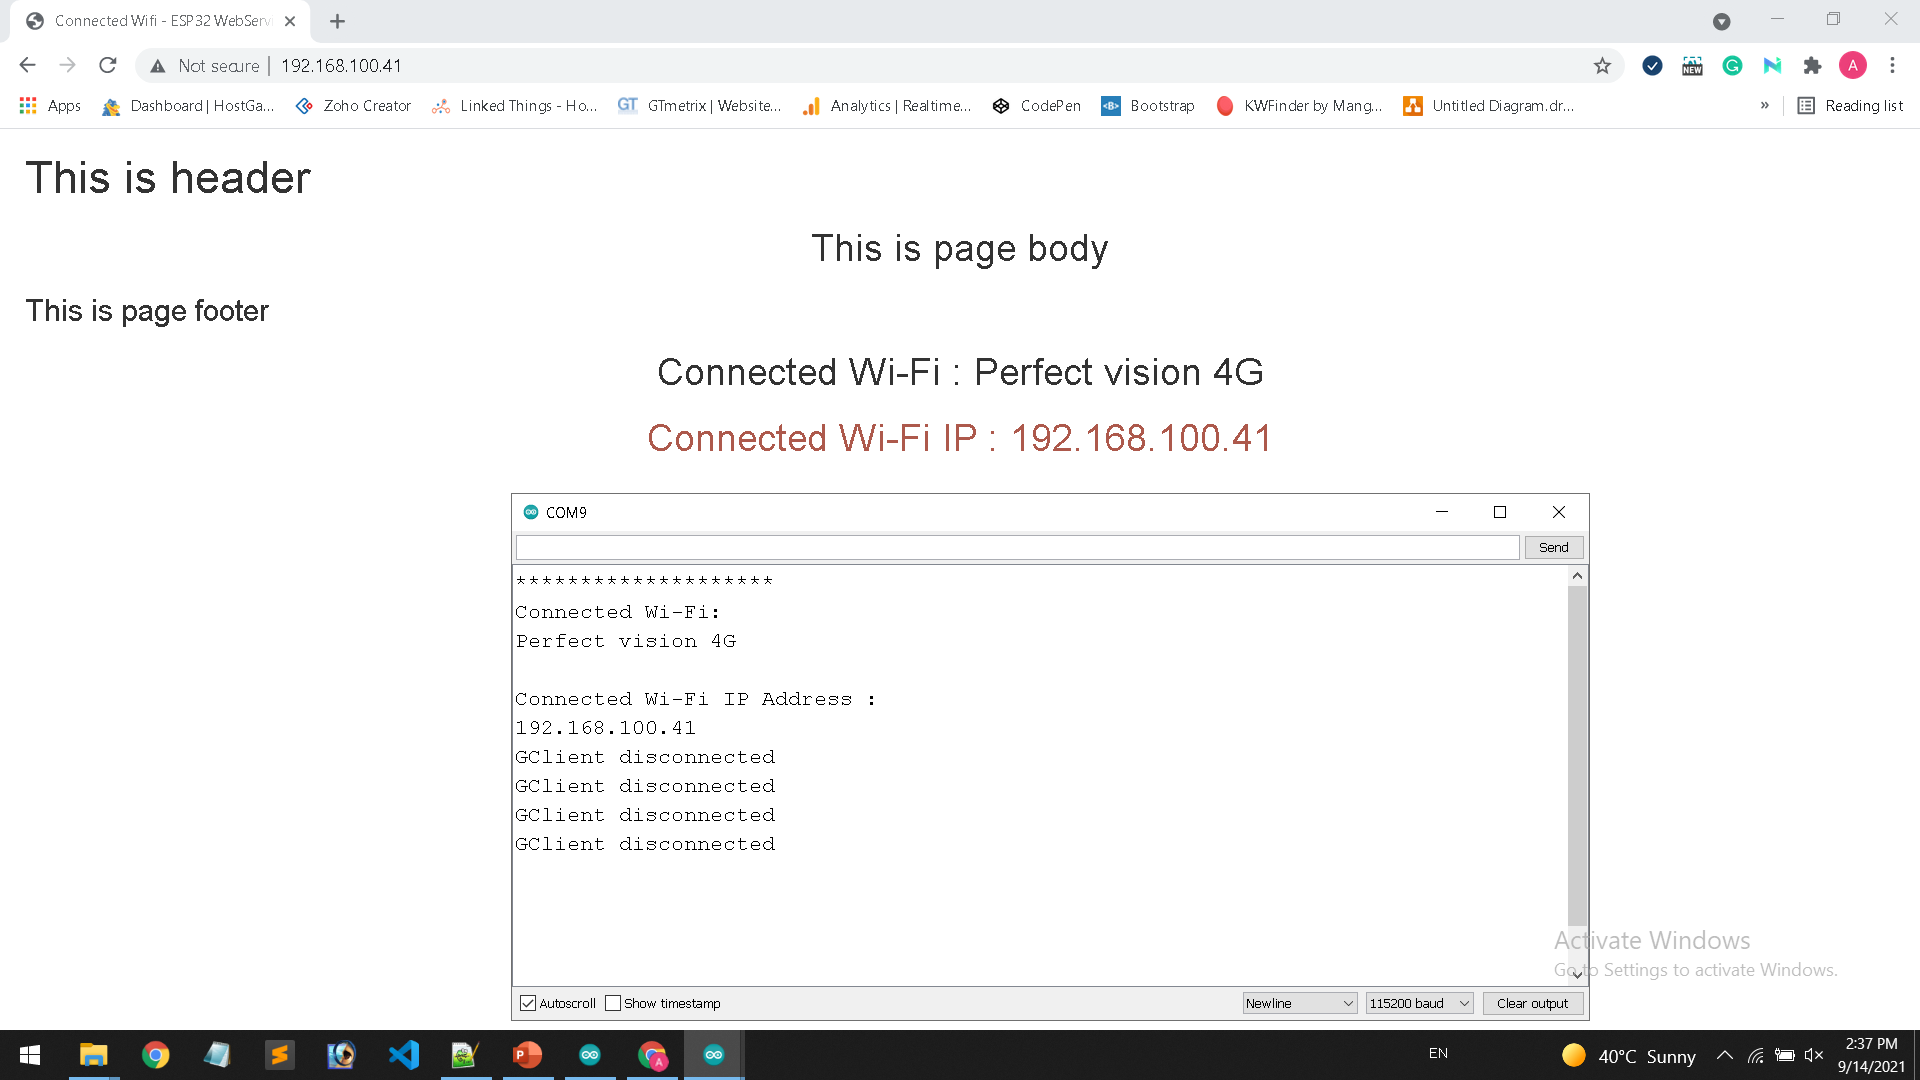 Connected Wifi - ESP32 WebServ
Not secure | 192.168.100.41
NEW
A
Apps
Dashboard | HostGa...
Zoho Creator
Linked Things - Ho...
GT
GTmetrix | Website...
Analytics | Realtime...
CodePen
Bootstrap
KWFinder by Mang...
Untitled Diagram.dr...
»
Reading list
This is header
This is page body
This is page footer
Connected Wi-Fi : Perfect vision 4G
Connected Wi-Fi IP : 192.168.100.41
COM9
Send
********************
Connected Wi-Fi:
Perfect vision 4G
Connected Wi-Fi IP Address :
192.168.100.41
GClient disconnected
GClient disconnected
GClient disconnected
GClient disconnected
Activate Windows
Go to Settings to activate Windows.
Autoscroll
Show timestamp
Newline
115200 baud
Clear output
EN
40°C Sunny
2:37 PM
9/14/2021